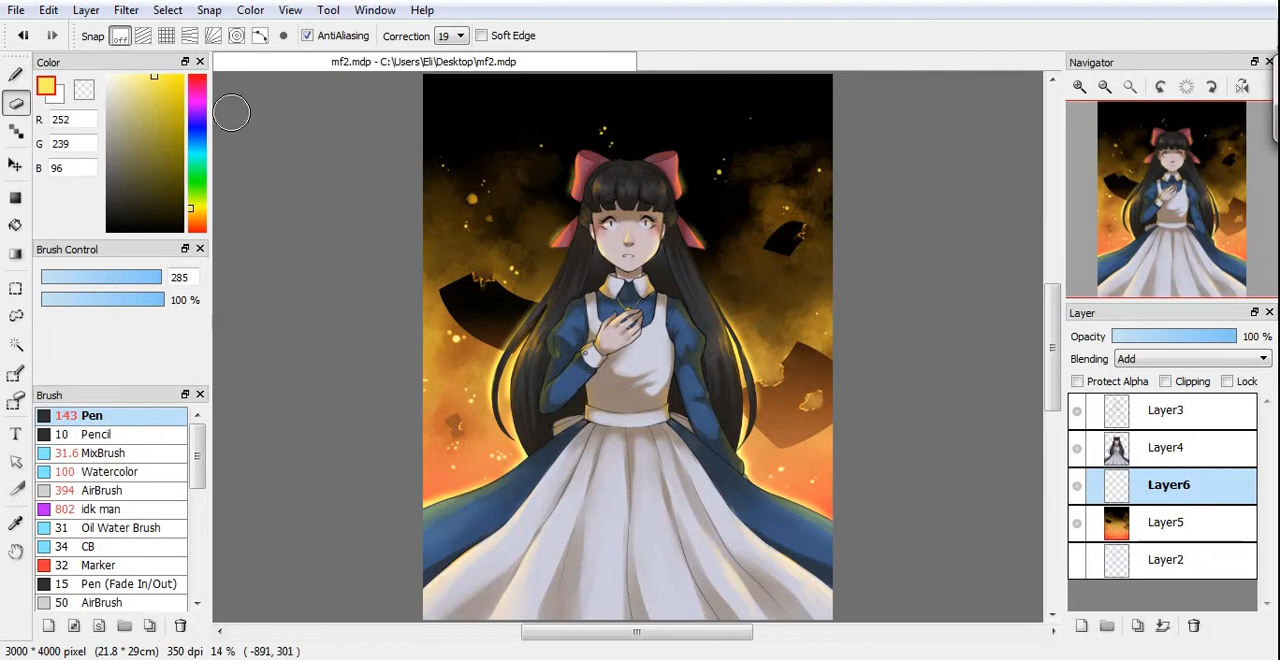 File Edit Layer Filter Select Snap Color View Tool Window Help
Snap off AntiAliasing Correction 19 Soft Edge
Color
mf2.mdp - C:\Users\Eli\Desktop\mf2.mdp
Navigator
R 252
G 239
B 96
Brush Control
285
100 %
Brush
143 Pen
10 Pencil
31.6 MixBrush
100 Watercolor
394 AirBrush
802 idk man
31 Oil Water Brush
34 CB
32 Marker
15 Pen (Fade In/Out)
50 AirBrush
Layer
Opacity 100 %
Blending Add
Protect Alpha Clipping Lock
Layer3
Layer4
Layer6
Layer5
Layer2
3000 * 4000 pixel (21.8 * 29cm) 350 dpi 14 % ( -891, 301 )